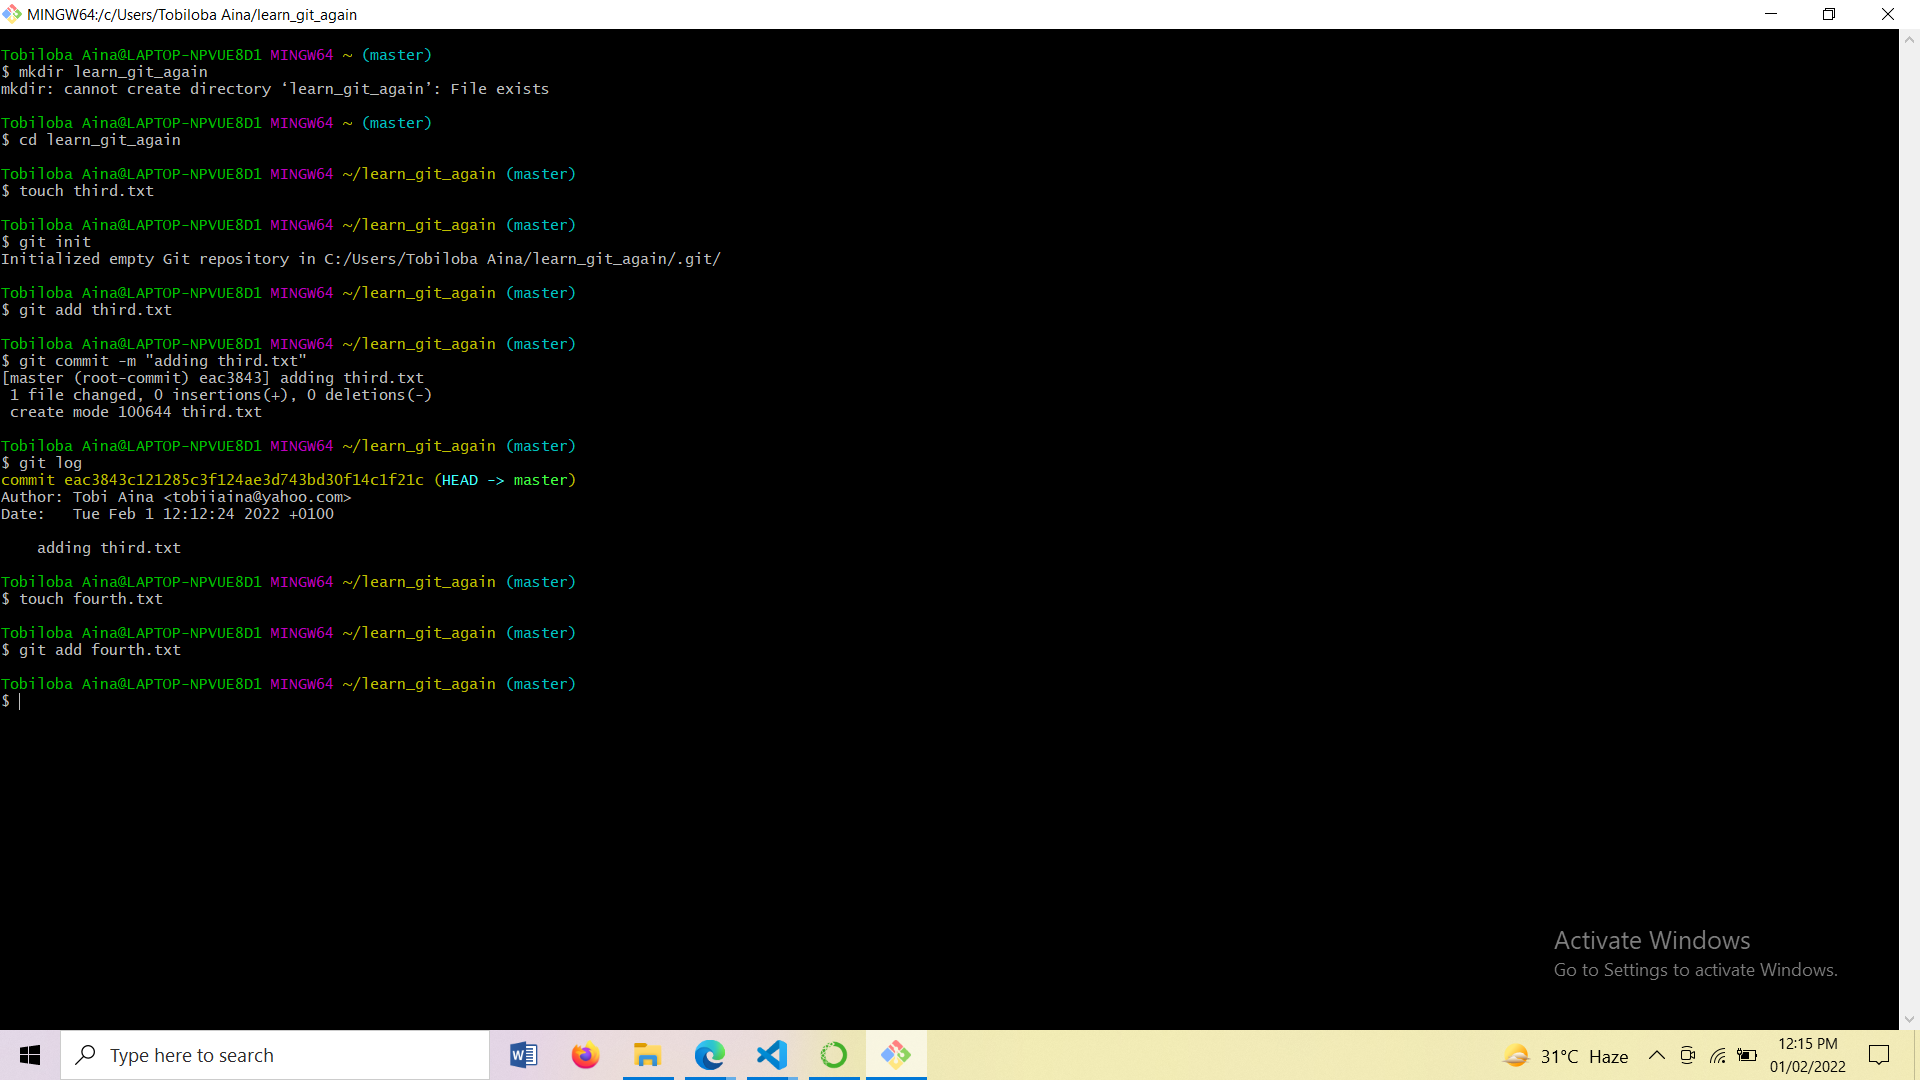 MINGW64:/c/Users/Tobiloba Aina/learn_git_again
Tobiloba Aina@LAPTOP-NPVUE8D1 MINGW64 ~ (master)
$ mkdir learn_git_again
mkdir: cannot create directory ‘learn_git_again’: File exists
Tobiloba Aina@LAPTOP-NPVUE8D1 MINGW64 ~ (master)
$ cd learn_git_again
Tobiloba Aina@LAPTOP-NPVUE8D1 MINGW64 ~/learn_git_again (master)
$ touch third.txt
Tobiloba Aina@LAPTOP-NPVUE8D1 MINGW64 ~/learn_git_again (master)
$ git init
Initialized empty Git repository in C:/Users/Tobiloba Aina/learn_git_again/.git/
Tobiloba Aina@LAPTOP-NPVUE8D1 MINGW64 ~/learn_git_again (master)
$ git add third.txt
Tobiloba Aina@LAPTOP-NPVUE8D1 MINGW64 ~/learn_git_again (master)
$ git commit -m "adding third.txt"
[master (root-commit) eac3843] adding third.txt
 1 file changed, 0 insertions(+), 0 deletions(-)
 create mode 100644 third.txt
Tobiloba Aina@LAPTOP-NPVUE8D1 MINGW64 ~/learn_git_again (master)
$ git log
commit eac3843c121285c3f124ae3d743bd30f14c1f21c (HEAD -> master)
Author: Tobi Aina <tobiiaina@yahoo.com>
Date:   Tue Feb 1 12:12:24 2022 +0100
    adding third.txt
Tobiloba Aina@LAPTOP-NPVUE8D1 MINGW64 ~/learn_git_again (master)
$ touch fourth.txt
Tobiloba Aina@LAPTOP-NPVUE8D1 MINGW64 ~/learn_git_again (master)
$ git add fourth.txt
Tobiloba Aina@LAPTOP-NPVUE8D1 MINGW64 ~/learn_git_again (master)
$
Activate Windows
Go to Settings to activate Windows.
Type here to search
31°C Haze
12:15 PM
01/02/2022